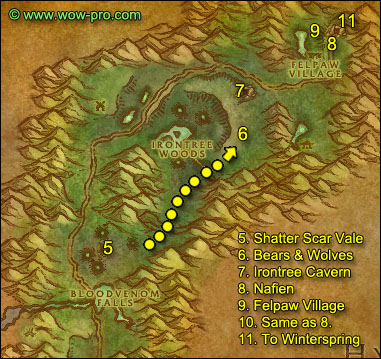 © www.wow-pro.com
9
11
8
FELPAW
VILLAGE
7
6
IRONTREE
WOODS
5
BLOODVENOM
FALLS
5. Shatter Scar Vale
6. Bears & Wolves
7. Irontree Cavern
8. Nafien
9. Felpaw Village
10. Same as 8.
11. To Winterspring